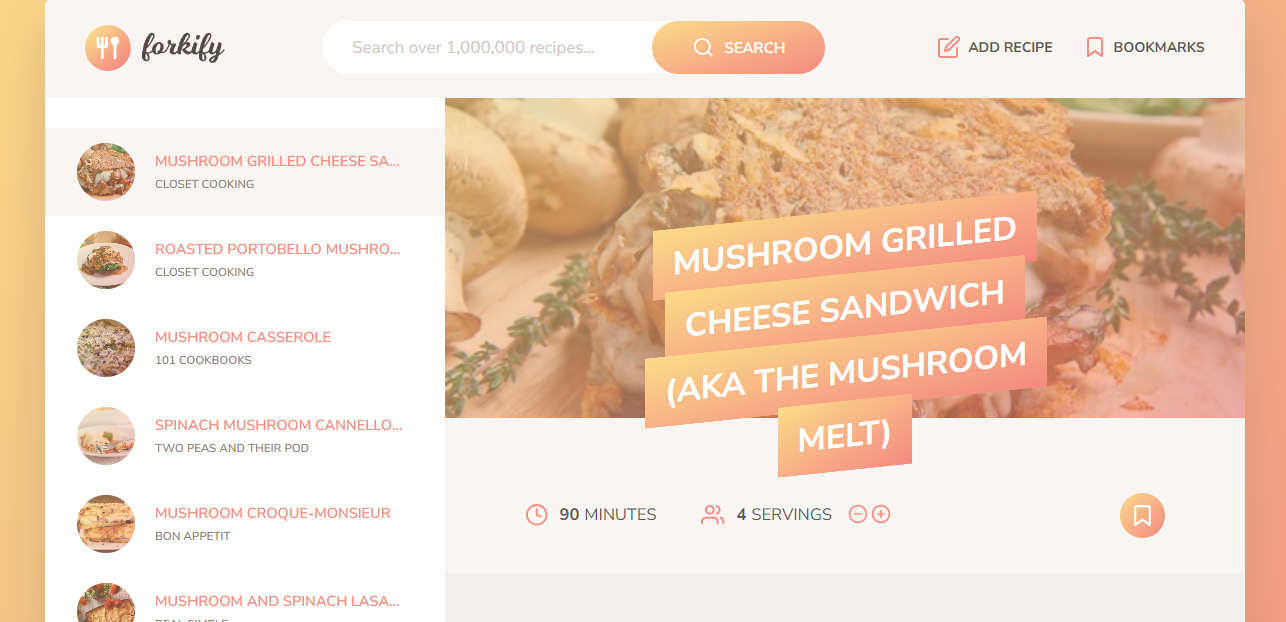 forkify
Search over 1,000,000 recipes...
SEARCH
ADD RECIPE
BOOKMARKS
MUSHROOM GRILLED CHEESE SA...
CLOSET COOKING
ROASTED PORTOBELLO MUSHRO...
CLOSET COOKING
MUSHROOM CASSEROLE
101 COOKBOOKS
SPINACH MUSHROOM CANNELLO...
TWO PEAS AND THEIR POD
MUSHROOM CROQUE-MONSIEUR
BON APPETIT
MUSHROOM AND SPINACH LASA...
REAL SIMPLE
MUSHROOM GRILLED
CHEESE SANDWICH
(AKA THE MUSHROOM
MELT)
90 MINUTES
4 SERVINGS